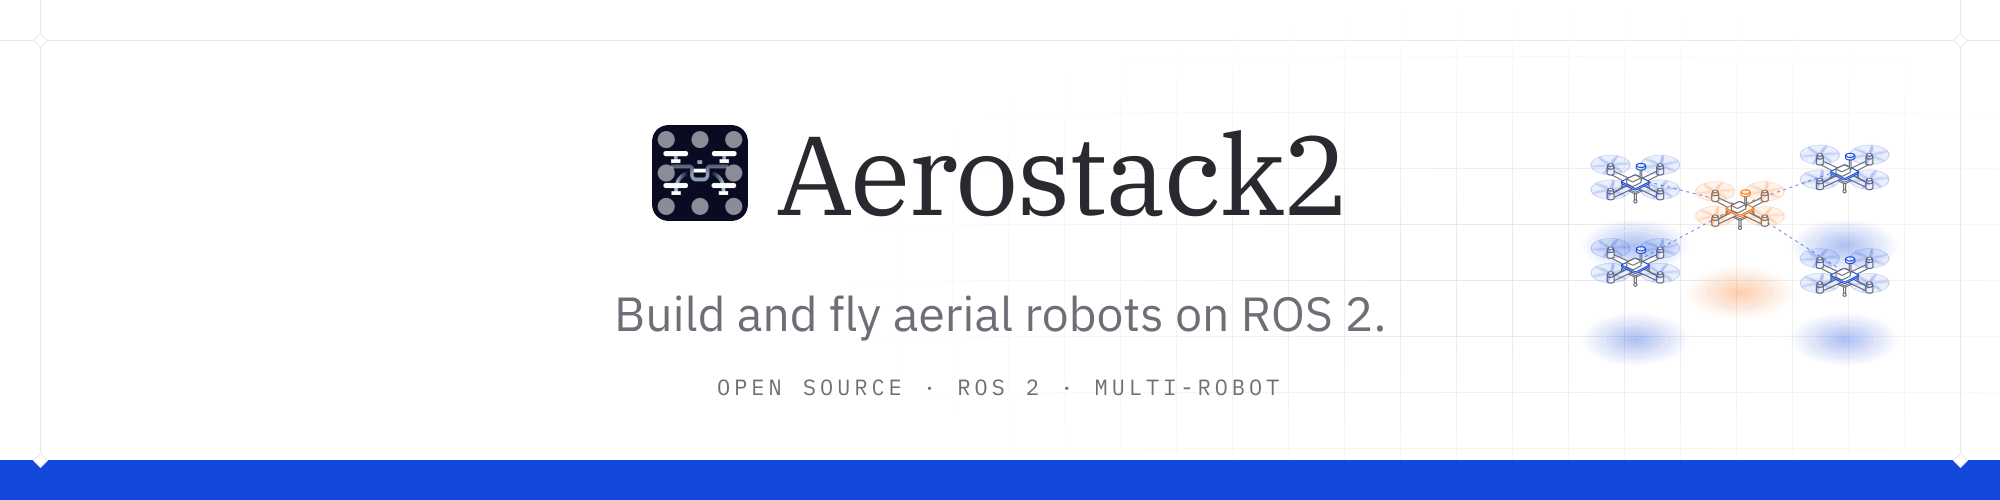 Aerostack2
Build and fly aerial robots on ROS 2.
OPEN SOURCE · ROS 2 · MULTI-ROBOT